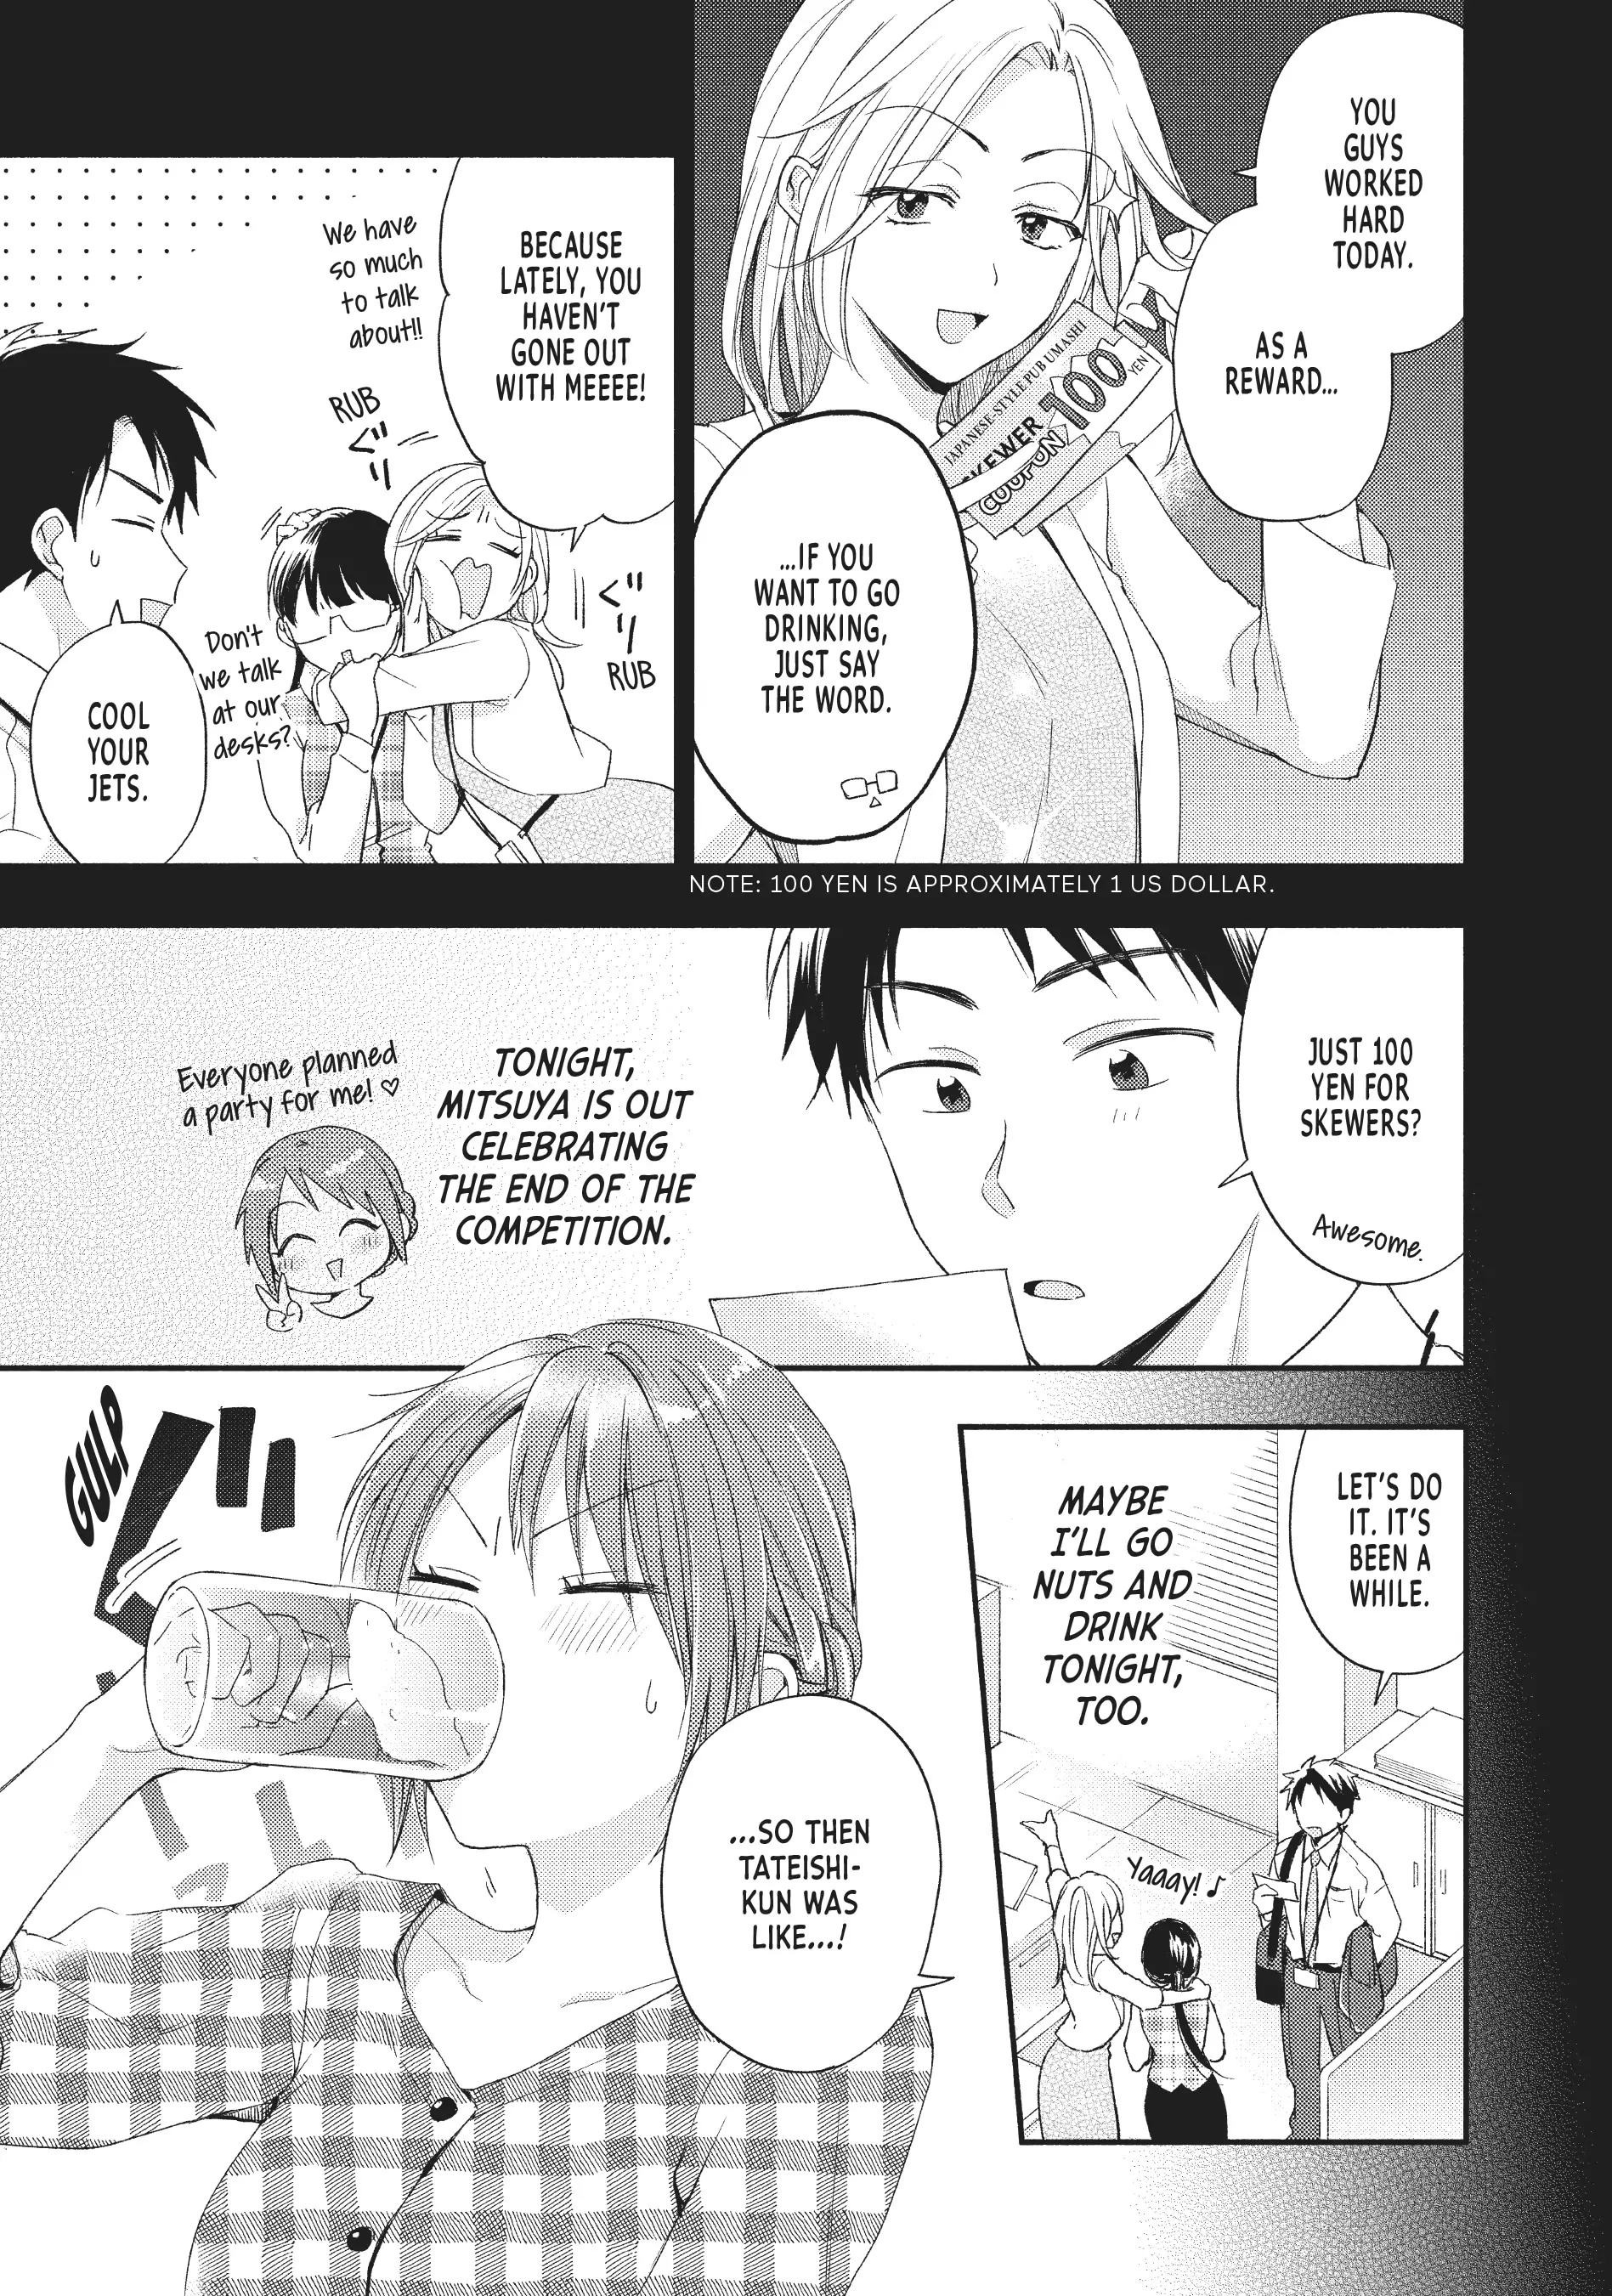 YOU
GUYS
WORKED
HARD
TODAY.
AS A
REWARD...
JAPANESE STYLE PUB UMASHI
SKEWER 100 YEN
COUPON
...IF YOU
WANT TO GO
DRINKING,
JUST SAY
THE WORD.
BECAUSE
LATELY, YOU
HAVEN'T
GONE OUT
WITH MEEEE!
We have
so much
to talk
about!!
RUB
ぐ
リ
ぐ
リ
RUB
Don't
we talk
at our
desks?
COOL
YOUR
JETS.
NOTE: 100 YEN IS APPROXIMATELY 1 US DOLLAR.
JUST 100
YEN FOR
SKEWERS?
Awesome.
TONIGHT,
MITSUYA IS OUT
CELEBRATING
THE END OF THE
COMPETITION.
Everyone planned
a party for me! ♡
LET'S DO
IT. IT'S
BEEN A
WHILE.
MAYBE
I'LL GO
NUTS AND
DRINK
TONIGHT,
TOO.
Yaaay! ♪
GULP
...SO THEN
TATEISHI-
KUN WAS
LIKE...!